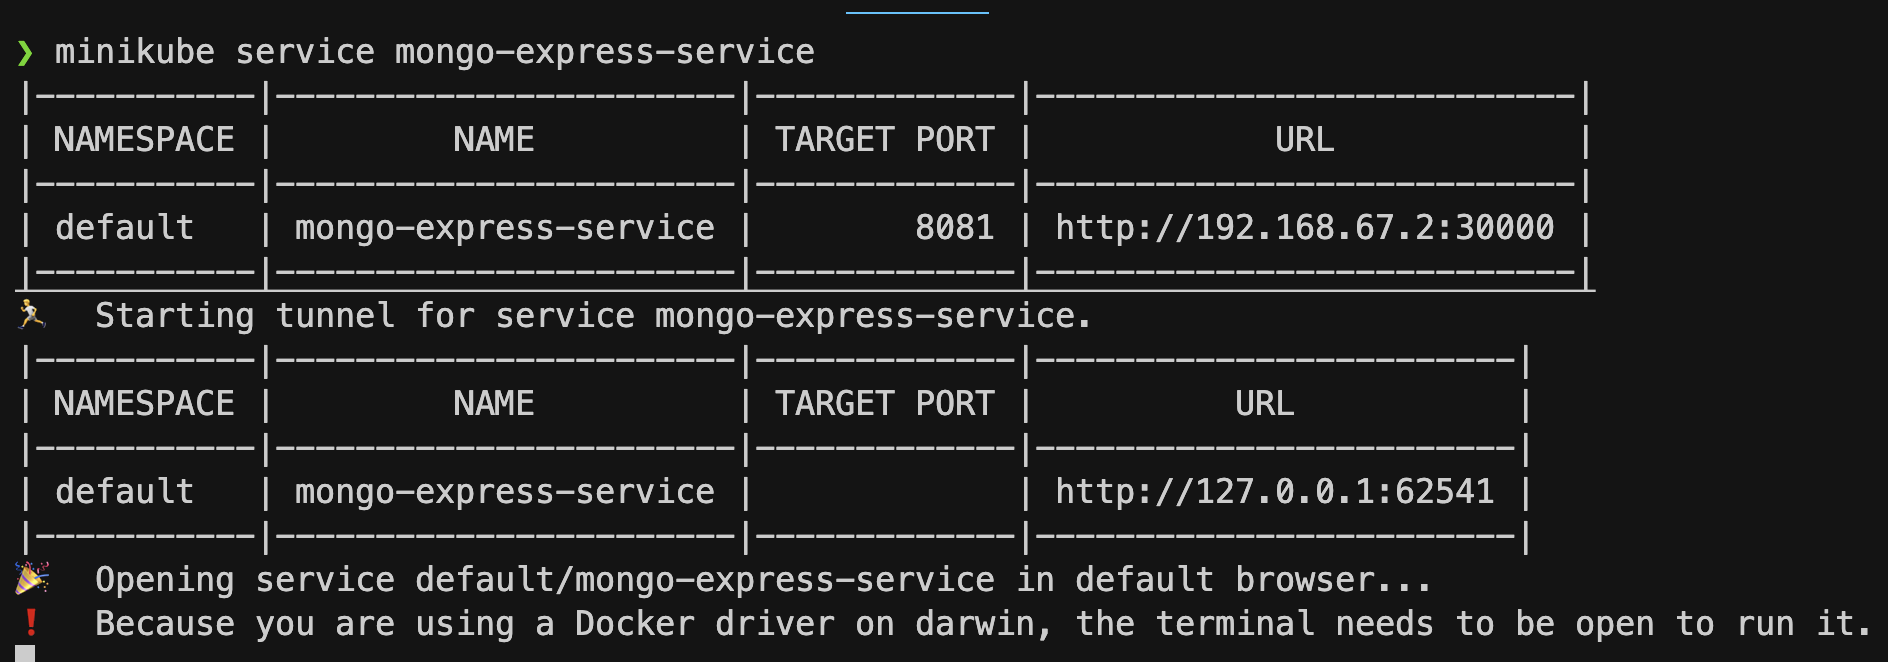 ❯ minikube service mongo-express-service
|-----------|-----------------------|-------------|---------------------------|
| NAMESPACE |         NAME          | TARGET PORT |            URL            |
|-----------|-----------------------|-------------|---------------------------|
| default   | mongo-express-service |        8081 | http://192.168.67.2:30000 |
|-----------|-----------------------|-------------|---------------------------|
🏃  Starting tunnel for service mongo-express-service.
|-----------|-----------------------|-------------|------------------------|
| NAMESPACE |         NAME          | TARGET PORT |          URL           |
|-----------|-----------------------|-------------|------------------------|
| default   | mongo-express-service |             | http://127.0.0.1:62541 |
|-----------|-----------------------|-------------|------------------------|
🎉  Opening service default/mongo-express-service in default browser...
❗  Because you are using a Docker driver on darwin, the terminal needs to be open to run it.